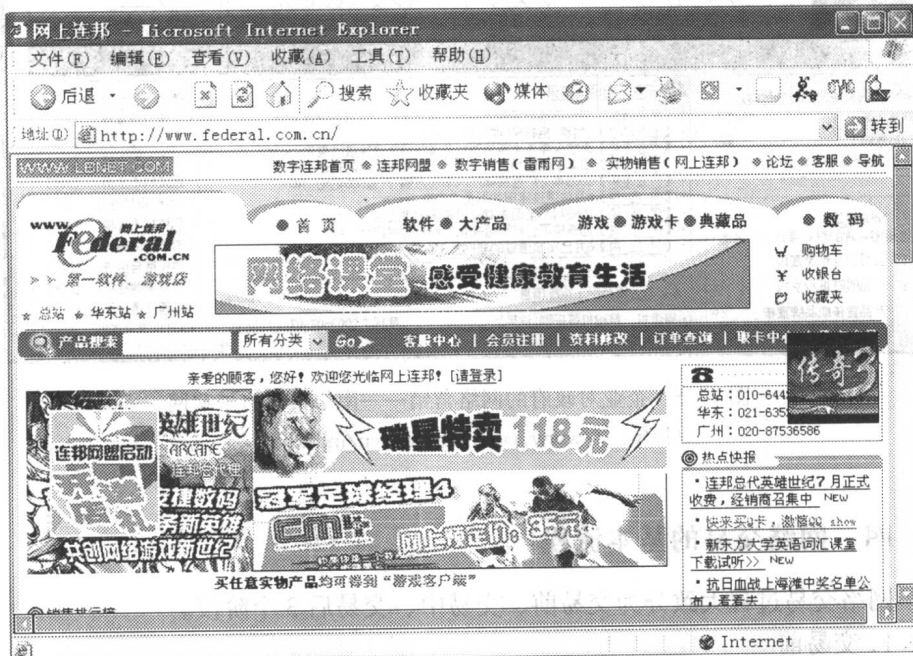 网上连邦 - Microsoft Internet Explorer
文件(F) 编辑(E) 查看(V) 收藏(A) 工具(T) 帮助(H)
后退 搜索 收藏夹 媒体
地址(D) http://www.federal.com.cn/ 转到
数字连邦首页 连邦网盟 数字销售(雷雨网) 实物销售(网上连邦) 论坛 客服 导航
首 页 软件 大产品 游戏 游戏卡 典藏品 数 码
www.Federal.COM.CN 网上连邦
>> 第一软件、游戏店
网络课堂 感受健康教育生活
购物车
收银台
收藏夹
总站 华东站 广州站
产品搜索 所有分类 Go 客服中心 | 会员注册 | 资料修改 | 订单查询 |
亲爱的顾客,您好! 欢迎您光临网上连邦! [请登录]
英雄世纪
ARCANE
连邦网盟启动
开店送礼
共创网络游戏新世纪
瑞星特卖 118元
冠军足球经理4
网上爆定价:35元
买任意实物产品均可得到“游戏客户端”
传奇3
总站:010-644
华东:021-635
广州:020-87536586
热点快报
连邦总代英雄世纪7月正式
收费,经销商召集中 NEW
快来买Q卡,激情QQ show
新东方大学英语词汇课堂
下载试听>> NEW
抗日血战上海滩中奖名单公
布,看看去
销售排行榜
Internet